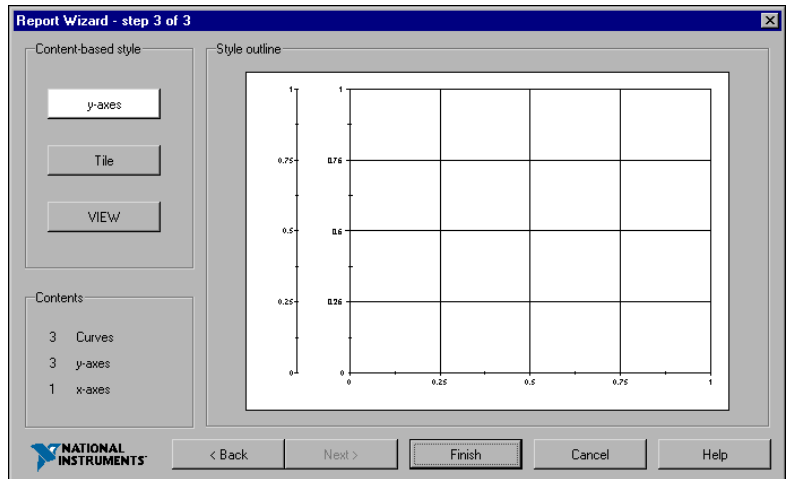 Report Wizard - step 3 of 3
Content-based style
y-axes
Tile
VIEW
Contents
3 Curves
3 y-axes
1 x-axes
Style outline
1 1
0.75 0.75
0.5 0.5
0.25 0.25
0 0
0 0.25 0.5 0.75 1
NATIONAL
INSTRUMENTS
< Back Next > Finish Cancel Help